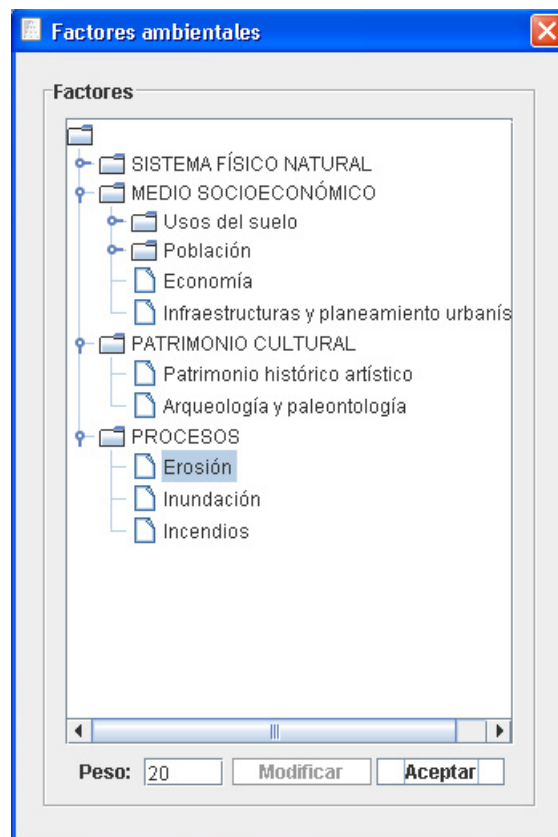 Factores ambientales
Factores
SISTEMA FÍSICO NATURAL
MEDIO SOCIOECONÓMICO
Usos del suelo
Población
Economía
Infraestructuras y planeamiento urbanís
PATRIMONIO CULTURAL
Patrimonio histórico artístico
Arqueología y paleontología
PROCESOS
Erosión
Inundación
Incendios
Peso: 20 Modificar Aceptar